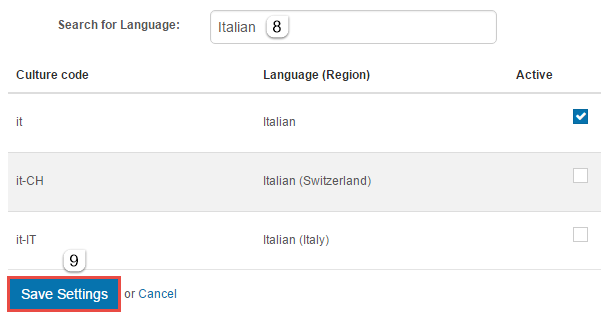 Search for Language: Italian 8
Culture code Language (Region) Active
it Italian
it-CH Italian (Switzerland)
it-IT Italian (Italy)
9
Save Settings or Cancel